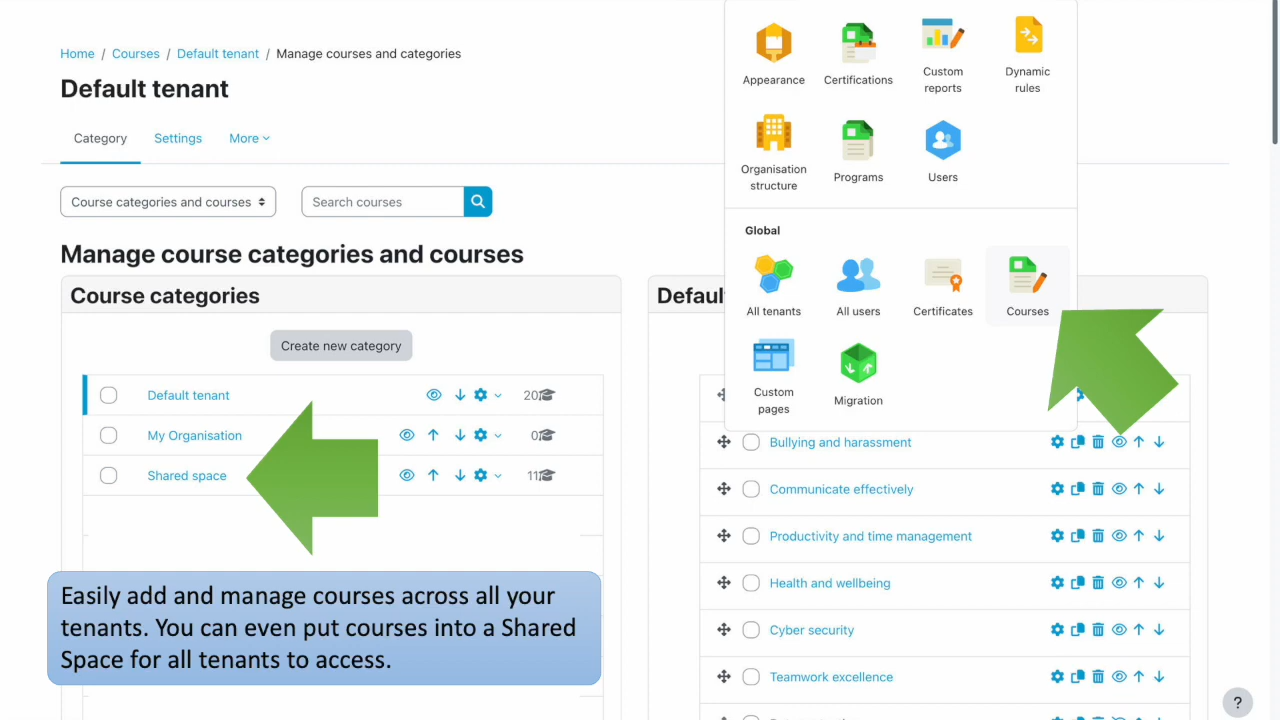 Home / Courses / Default tenant / Manage courses and categories
Default tenant
Category Settings More
Course categories and courses
Search courses
Manage course categories and courses
Course categories
Create new category
Default tenant 20
My Organisation 0
Shared space 11
Easily add and manage courses across all your
tenants. You can even put courses into a Shared
Space for all tenants to access.
Appearance
Certifications
Custom
reports
Dynamic
rules
Organisation
structure
Programs
Users
Global
All tenants
All users
Certificates
Courses
Custom
pages
Migration
Defaul
Bullying and harassment
Communicate effectively
Productivity and time management
Health and wellbeing
Cyber security
Teamwork excellence
?